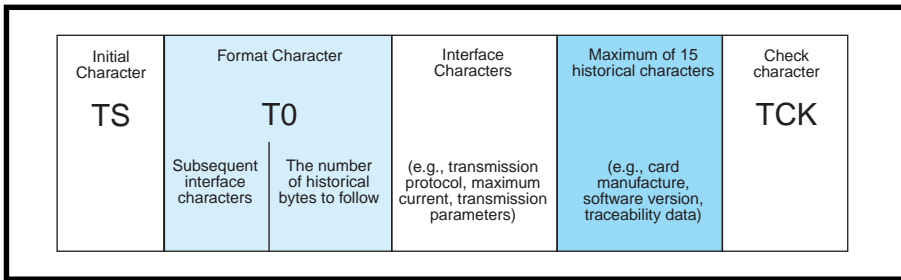 Initial
Character
TS
Format Character
T0
Subsequent
interface
characters
The number
of historical
bytes to follow
Interface
Characters
(e.g., transmission
protocol, maximum
current, transmission
parameters)
Maximum of 15
historical characters
(e.g., card
manufacture,
software version,
traceability data)
Check
character
TCK